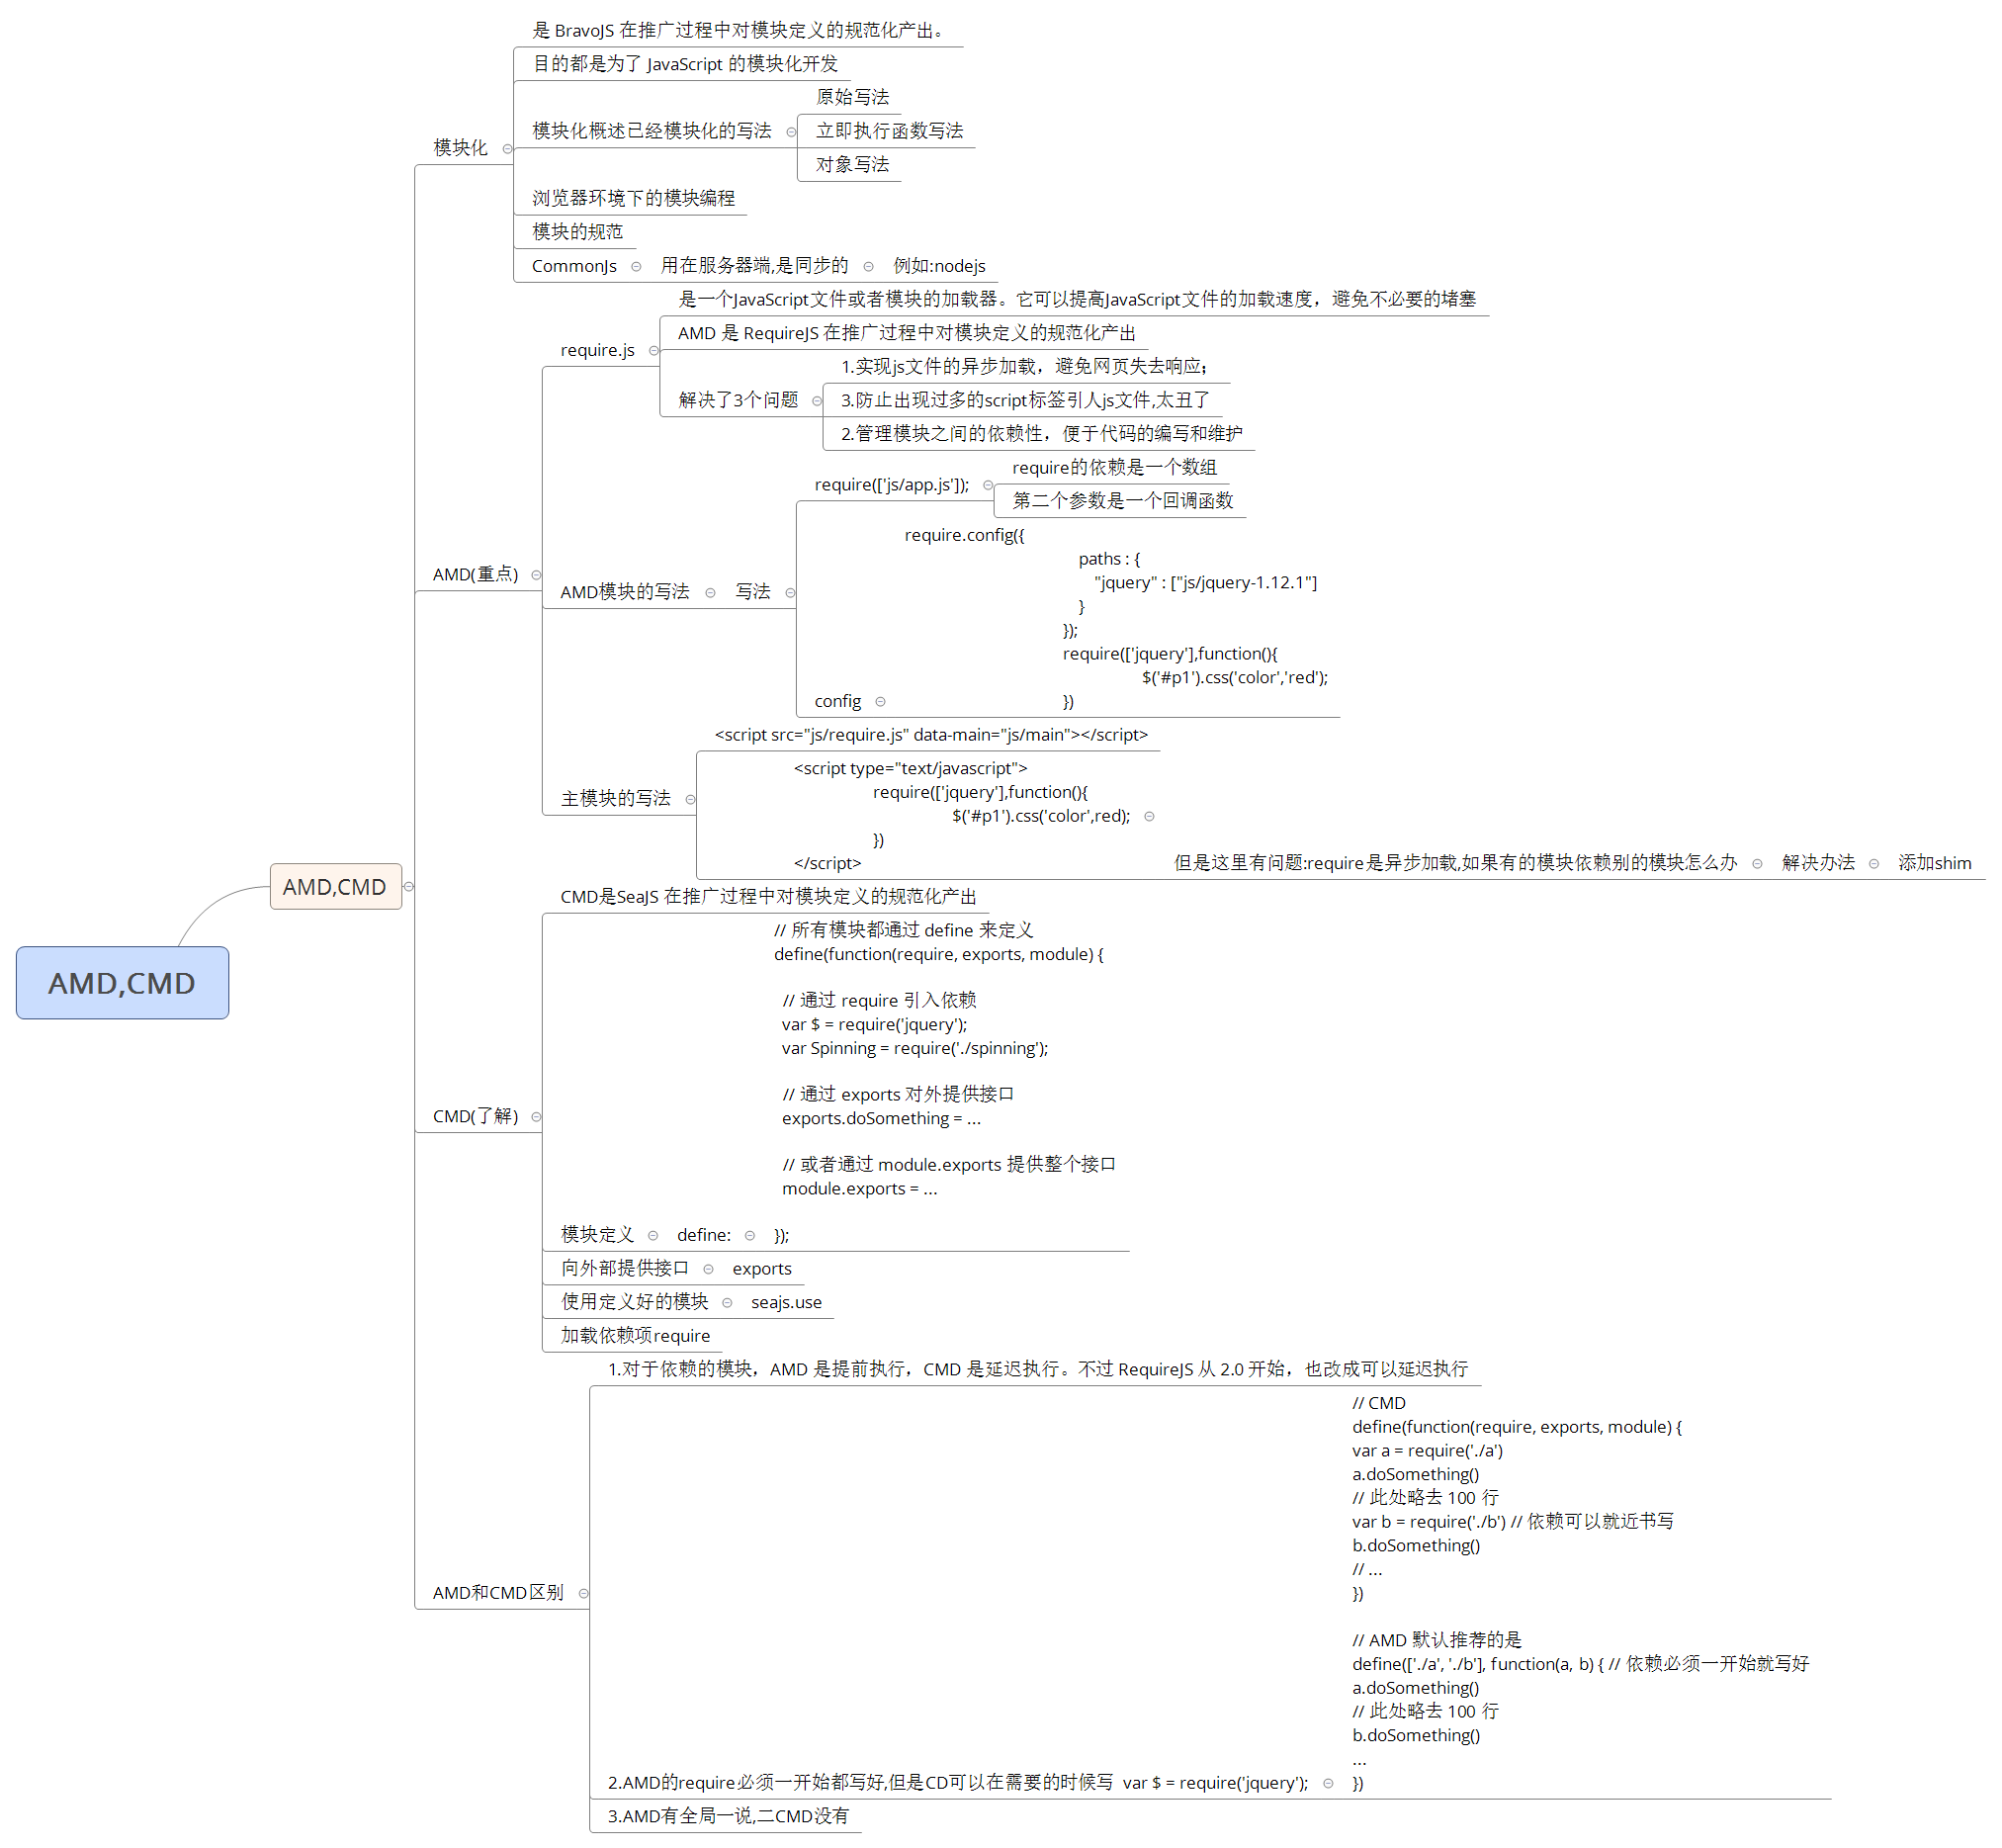 是 BravoJS 在推广过程中对模块定义的规范化产出。
目的都是为了 JavaScript 的模块化开发
原始写法
模块化概述已经模块化的写法
立即执行函数写法
模块化
对象写法
浏览器环境下的模块编程
模块的规范
CommonJs 用在服务器端,是同步的 例如:nodejs
是一个JavaScript文件或者模块的加载器。它可以提高JavaScript文件的加载速度，避免不必要的堵塞
AMD 是 RequireJS 在推广过程中对模块定义的规范化产出
require.js
1.实现js文件的异步加载，避免网页失去响应；
解决了3个问题
3.防止出现过多的script标签引人js文件,太丑了
2.管理模块之间的依赖性，便于代码的编写和维护
require的依赖是一个数组
require(['js/app.js']);
第二个参数是一个回调函数
require.config({
paths : {
AMD(重点)
"jquery" : ["js/jquery-1.12.1"]
AMD模块的写法 写法
}
});
require(['jquery'],function(){
$('#p1').css('color','red');
config
})
<script src="js/require.js" data-main="js/main"></script>
<script type="text/javascript">
require(['jquery'],function(){
主模块的写法
$('#p1').css('color',red);
})
</script>
但是这里有问题:require是异步加载,如果有的模块依赖别的模块怎么办 解决办法 添加shim
AMD,CMD
AMD,CMD
CMD是SeaJS 在推广过程中对模块定义的规范化产出
// 所有模块都通过 define 来定义
define(function(require, exports, module) {
// 通过 require 引入依赖
var $ = require('jquery');
var Spinning = require('./spinning');
// 通过 exports 对外提供接口
exports.doSomething = ...
CMD(了解)
// 或者通过 module.exports 提供整个接口
module.exports = ...
模块定义 define: });
向外部提供接口 exports
使用定义好的模块 seajs.use
加载依赖项require
1.对于依赖的模块，AMD 是提前执行，CMD 是延迟执行。不过 RequireJS 从 2.0 开始，也改成可以延迟执行
// CMD
define(function(require, exports, module) {
var a = require('./a')
a.doSomething()
// 此处略去 100 行
var b = require('./b') // 依赖可以就近书写
b.doSomething()
// ...
})
AMD和CMD区别
// AMD 默认推荐的是
define(['./a', './b'], function(a, b) { // 依赖必须一开始就写好
a.doSomething()
// 此处略去 100 行
b.doSomething()
...
2.AMD的require必须一开始都写好,但是CD可以在需要的时候写 var $ = require('jquery');
})
3.AMD有全局一说,二CMD没有